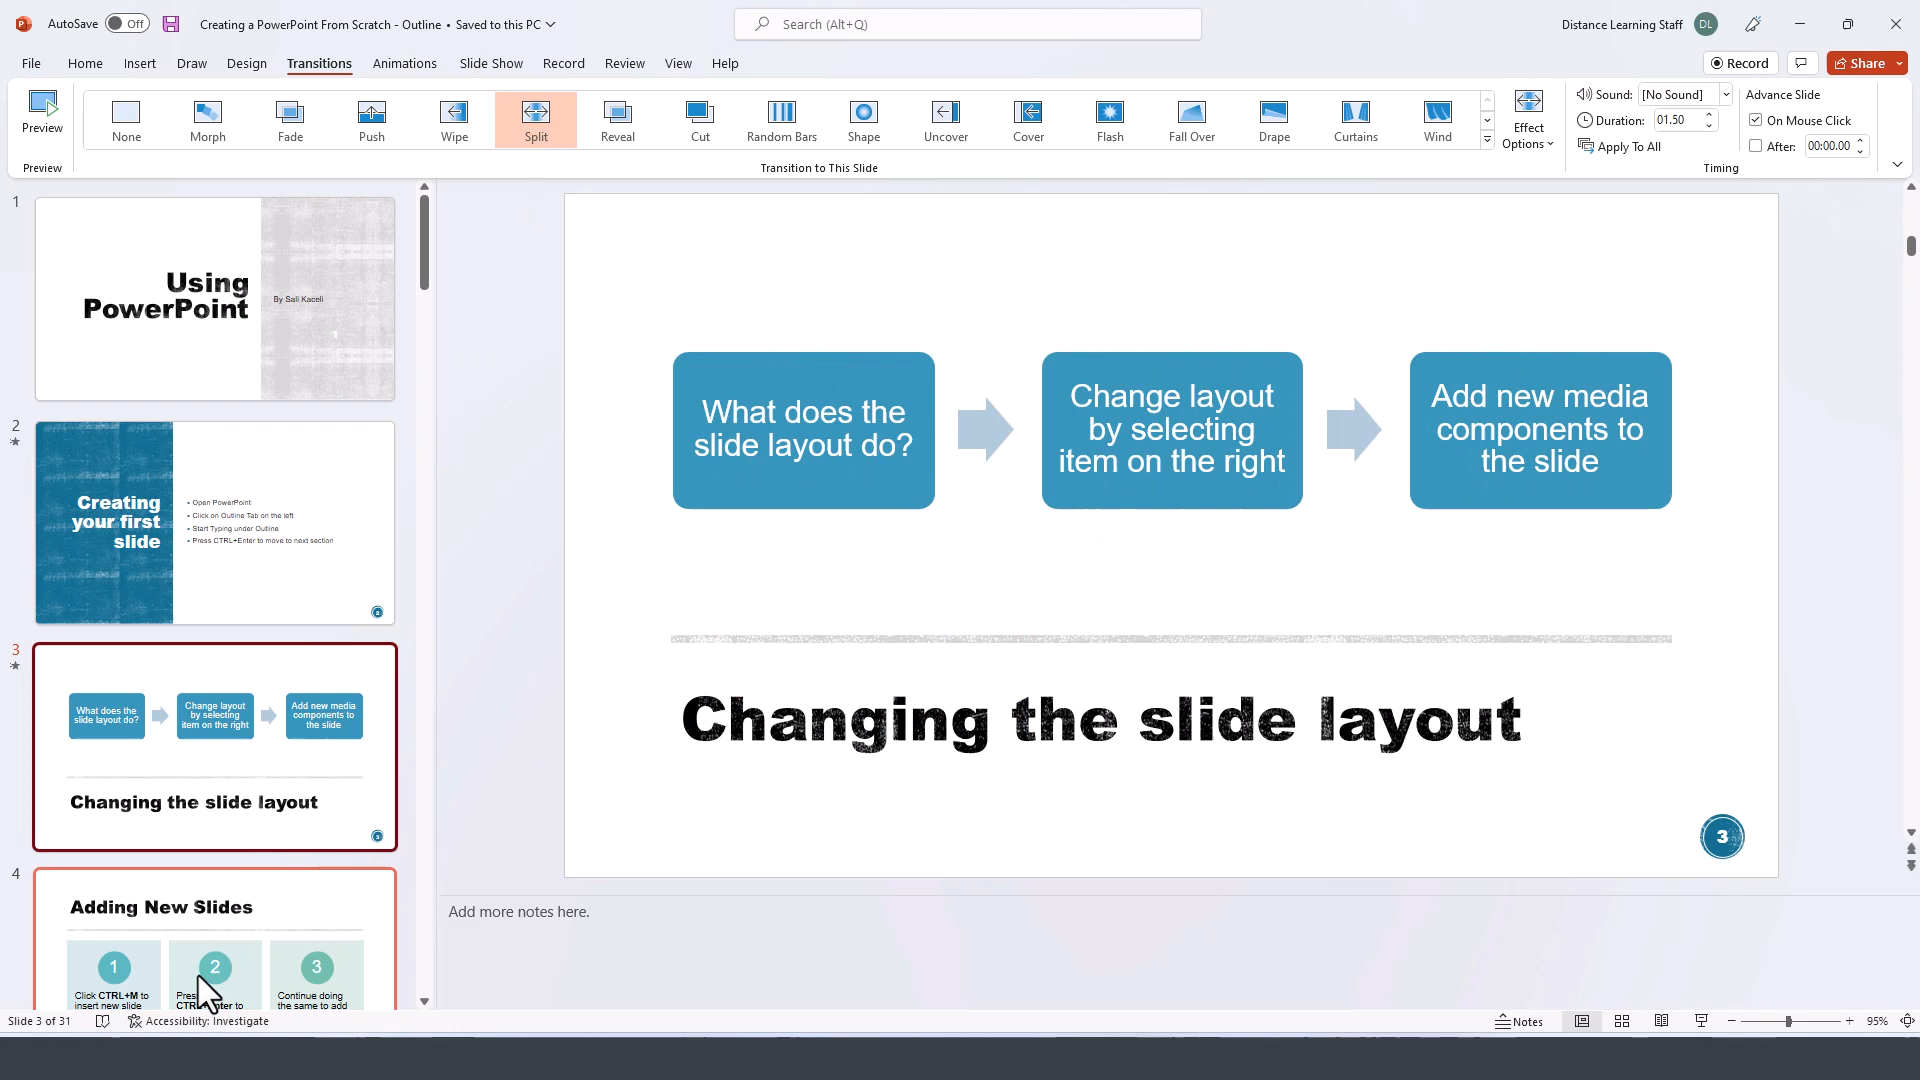 AutoSave Off Creating a PowerPoint From Scratch - Outline • Saved to this PC Search (Alt+Q) Distance Learning Staff DL
File Home Insert Draw Design Transitions Animations Slide Show Record Review View Help Record Share
Preview None Morph Fade Push Wipe Split Reveal Cut Random Bars Shape Uncover Cover Flash Fall Over Drape Curtains Wind Effect Options
Sound: [No Sound] Advance Slide
Duration: 01.50 On Mouse Click
Apply To All After: 00:00.00
Preview Transition to This Slide Timing
1
Using
PowerPoint
By Sali Kaceli
2
Creating
your first
slide
• Open PowerPoint
• Click on Outline Tab on the left
• Start Typing under Outline
• Press CTRL+Enter to move to next section
2
3
What does the
slide layout do?
Change layout
by selecting
item on the right
Add new media
components to
the slide
Changing the slide layout
3
4
Adding New Slides
1
Click CTRL+M to
insert new slide
2
3
Continue doing
the same to add
What does the
slide layout do?
Change layout
by selecting
item on the right
Add new media
components to
the slide
Changing the slide layout
3
Add more notes here.
Slide 3 of 31 Accessibility: Investigate Notes 95%